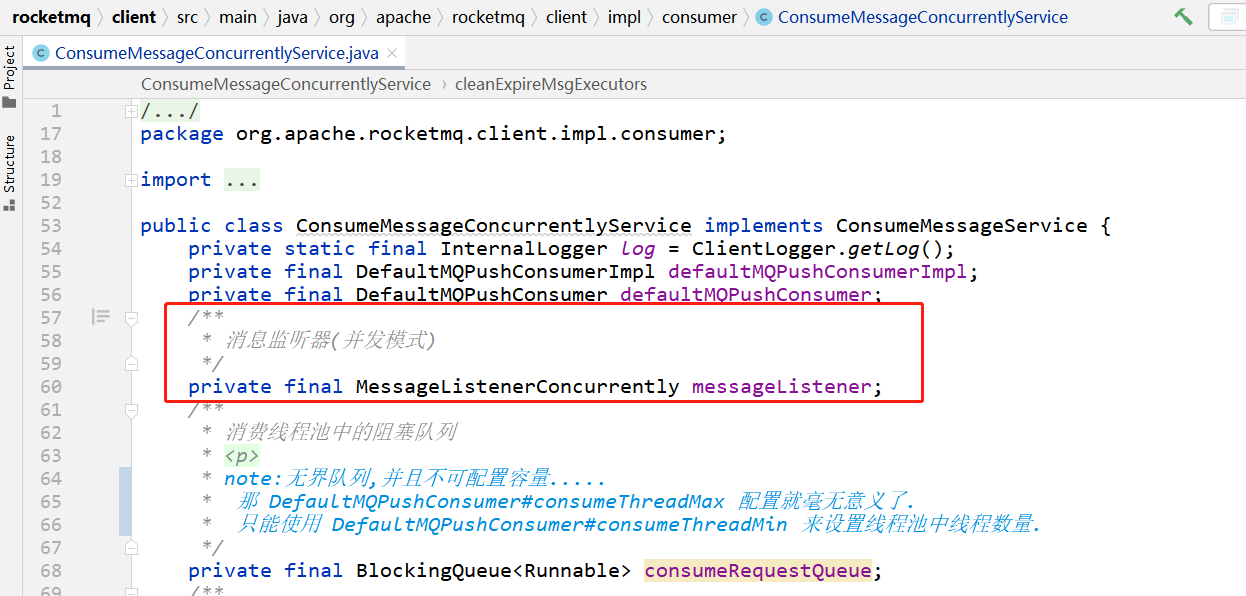 rocketmq client src main java org apache rocketmq client impl consumer ConsumeMessageConcurrentlyService
ConsumeMessageConcurrentlyService.java
ConsumeMessageConcurrentlyService › cleanExpireMsgExecutors
Project
Structure
1 /.../
17 package org.apache.rocketmq.client.impl.consumer;
18
19 import ...
52
53 public class ConsumeMessageConcurrentlyService implements ConsumeMessageService {
54 private static final InternalLogger log = ClientLogger.getLog();
55 private final DefaultMQPushConsumerImpl defaultMQPushConsumerImpl;
56 private final DefaultMQPushConsumer defaultMQPushConsumer;
57 /**
58 * 消息监听器(并发模式)
59 */
60 private final MessageListenerConcurrently messageListener;
61 /**
62 * 消费线程池中的阻塞队列
63 * <p>
64 * note:无界队列,并且不可配置容量.....
65 * 那 DefaultMQPushConsumer#consumeThreadMax 配置就毫无意义了.
66 * 只能使用 DefaultMQPushConsumer#consumeThreadMin 来设置线程池中线程数量.
67 */
68 private final BlockingQueue<Runnable> consumeRequestQueue;
69 /**